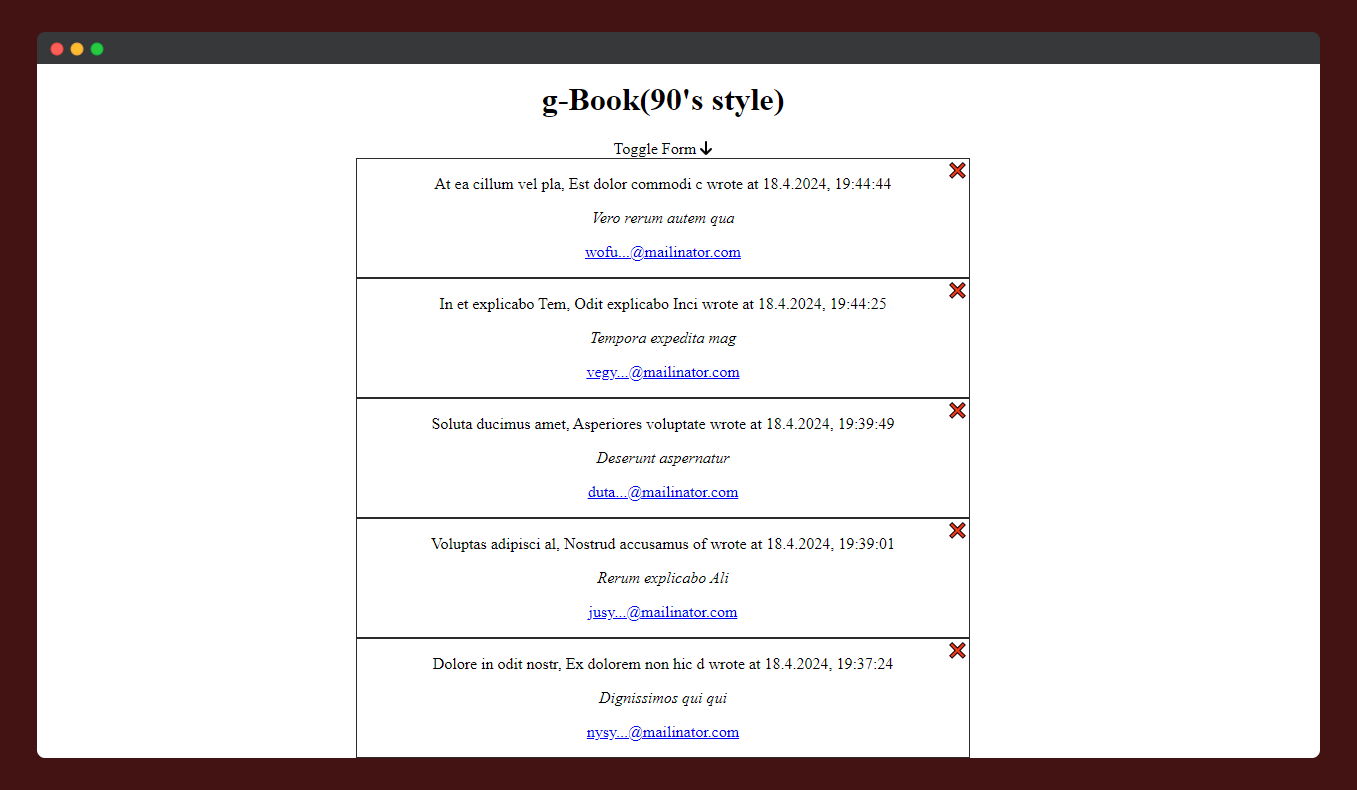 g-Book(90's style)
Toggle Form
At ea cillum vel pla, Est dolor commodi c wrote at 18.4.2024, 19:44:44
Vero rerum autem qua
wofu...@mailinator.com
In et explicabo Tem, Odit explicabo Inci wrote at 18.4.2024, 19:44:25
Tempora expedita mag
vegy...@mailinator.com
Soluta ducimus amet, Asperiores voluptate wrote at 18.4.2024, 19:39:49
Deserunt aspernatur
duta...@mailinator.com
Voluptas adipisci al, Nostrud accusamus of wrote at 18.4.2024, 19:39:01
Rerum explicabo Ali
jusy...@mailinator.com
Dolore in odit nostr, Ex dolorem non hic d wrote at 18.4.2024, 19:37:24
Dignissimos qui qui
nysy...@mailinator.com